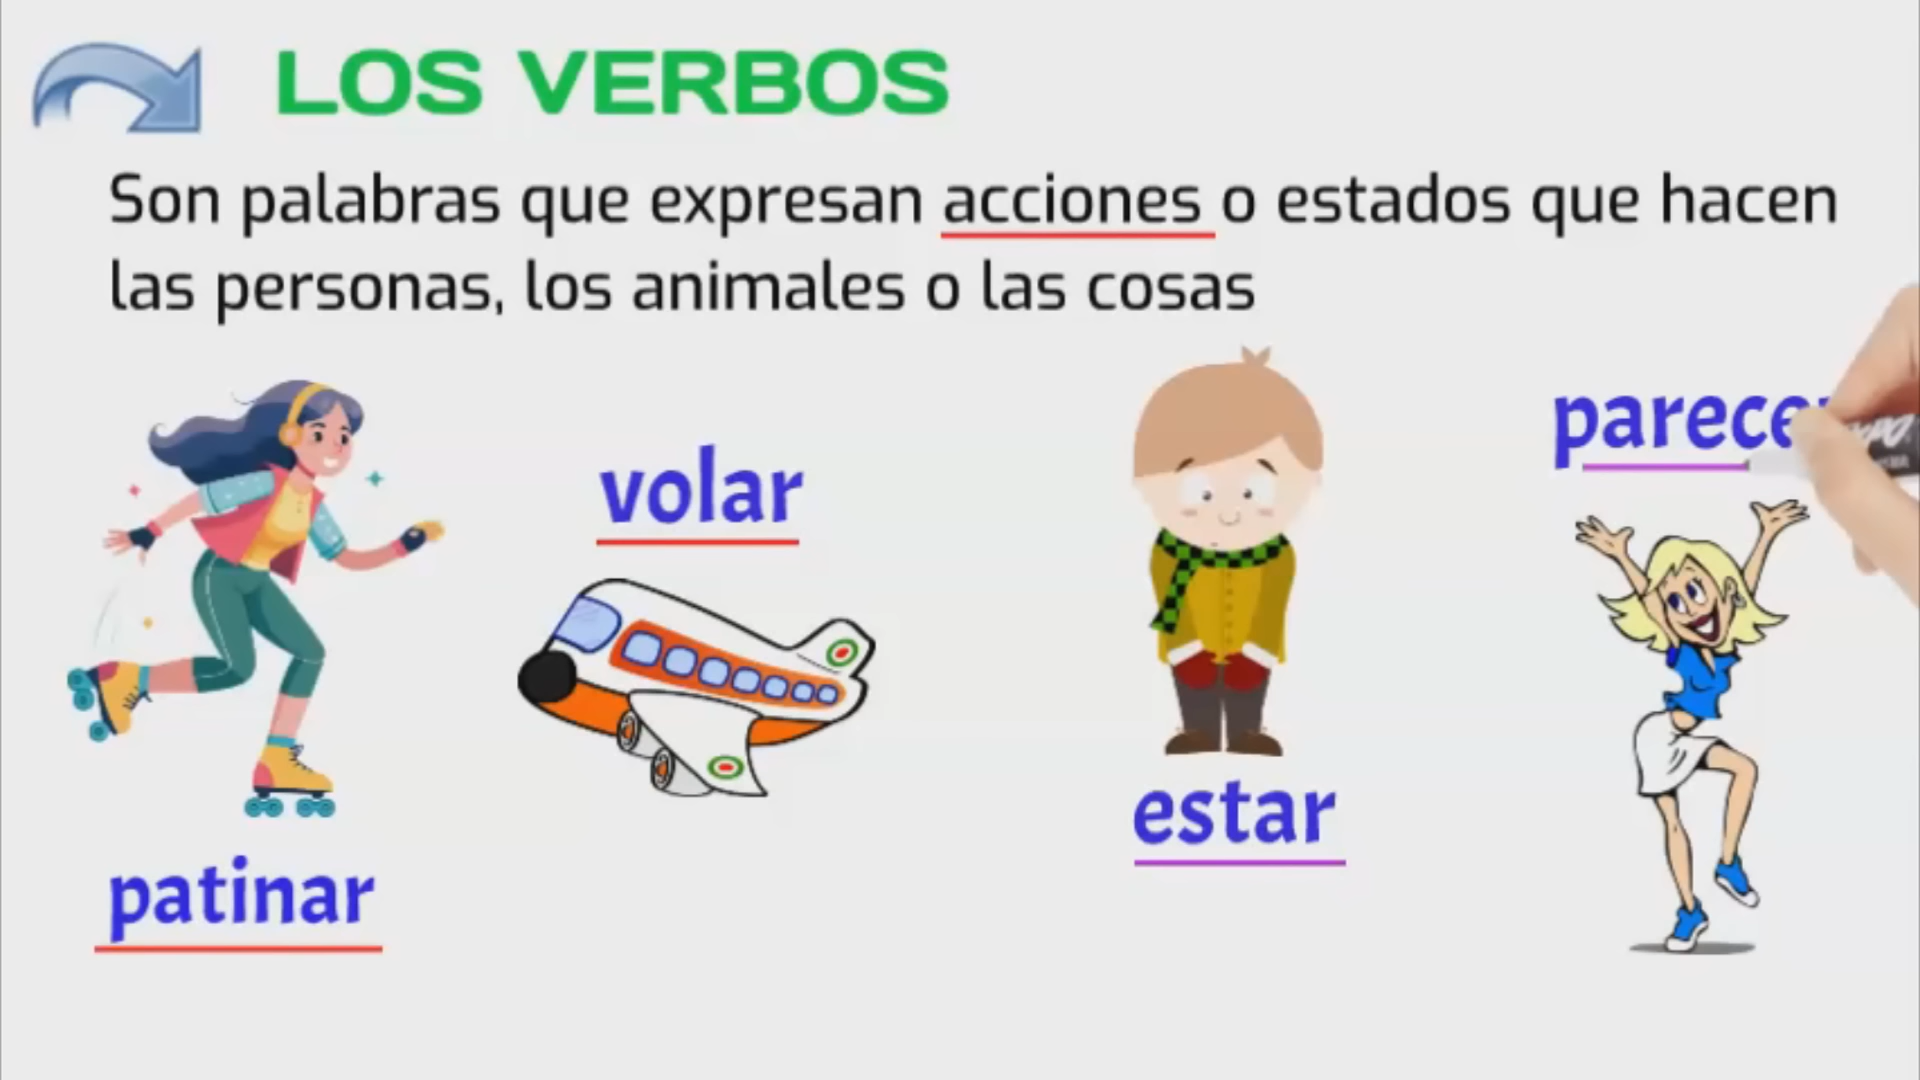 LOS VERBOS
Son palabras que expresan acciones o estados que hacen
las personas, los animales o las cosas
volar
patinar
estar